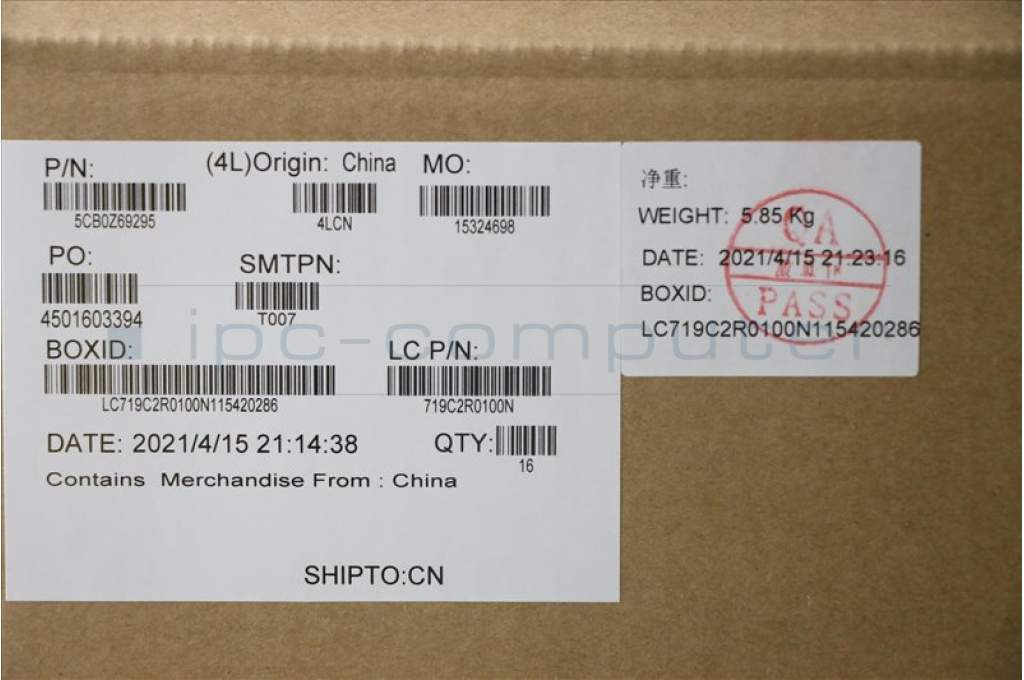 P/N:
5CB0Z69295
(4L)Origin: China
4LCN
MO:
15324698
PO:
4501603394
SMTPN:
T007
BOXID:
LC719C2R0100N115420286
LC P/N:
719C2R0100N
DATE: 2021/4/15 21:14:38
QTY:
16
Contains Merchandise From : China
SHIPTO:CN
净重:
WEIGHT: 5.85 Kg
DATE: 2021/4/15 21:23:16
BOXID:
LC719C2R0100N115420286
QA
PASS
ipc-computer